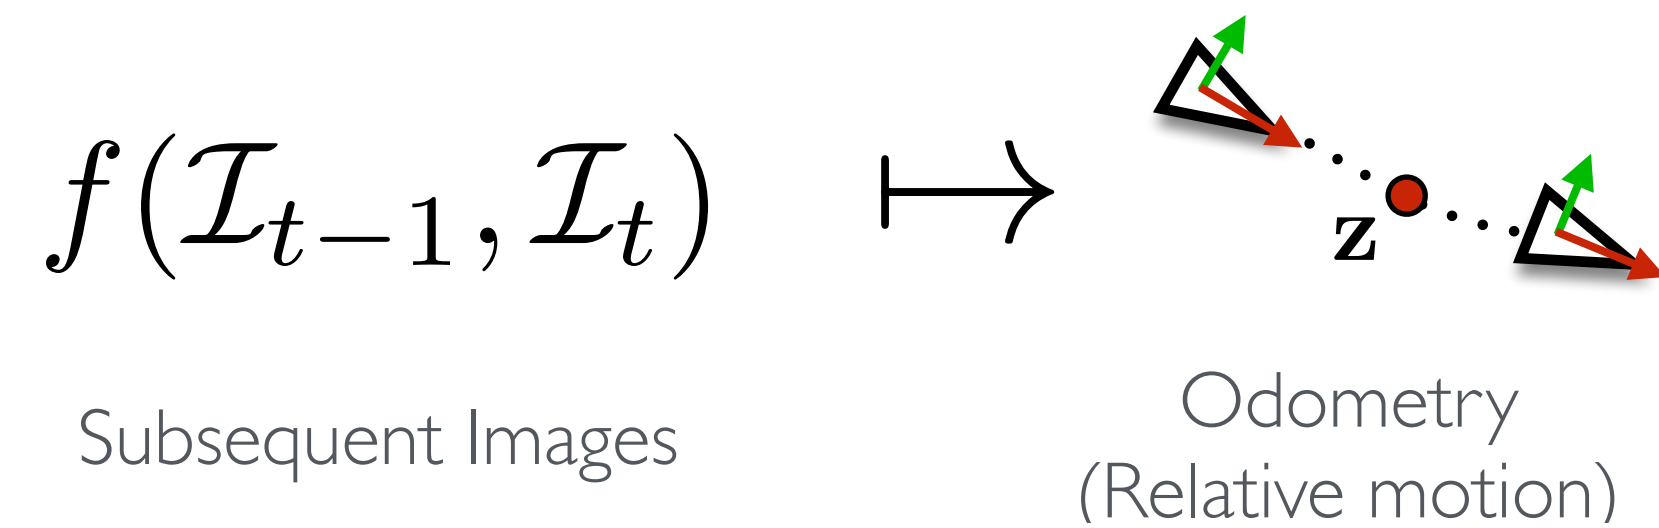 f(I_{t−1}, I_t) ↦
z
Subsequent Images
Odometry
(Relative motion)